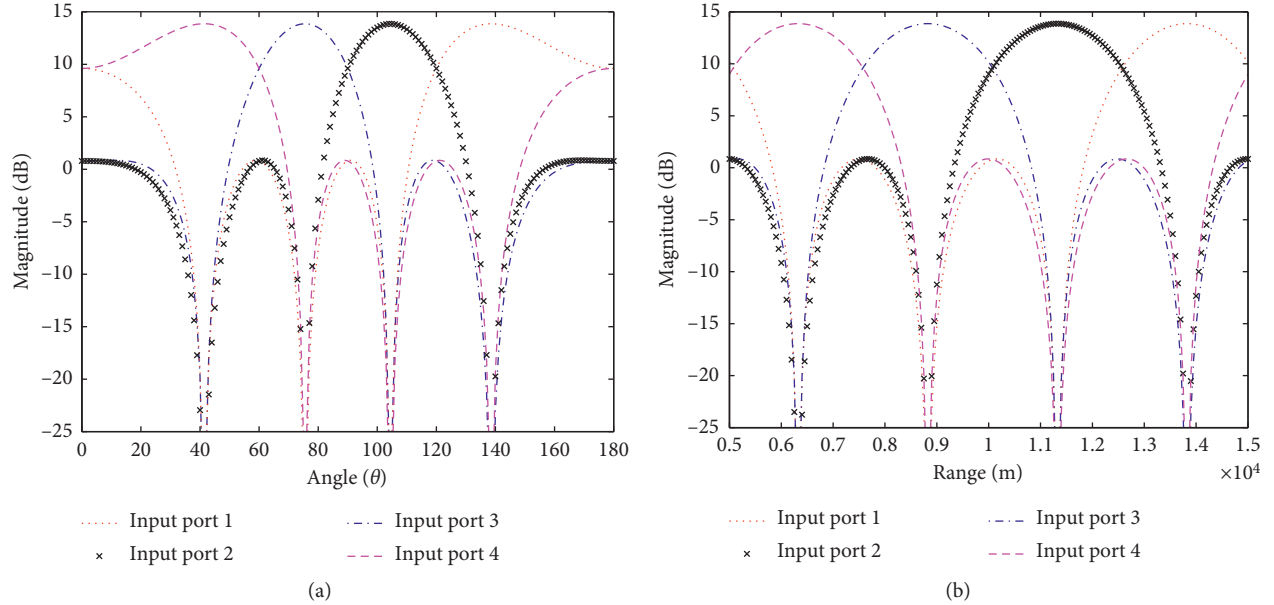 15
10
5
0
–5
–10
–15
–20
–25
Magnitude (dB)
0 20 40 60 80 100 120 140 160 180
Angle (θ)
Input port 1
Input port 2
Input port 3
Input port 4
(a)
15
10
5
0
–5
–10
–15
–20
–25
Magnitude (dB)
0.5 0.6 0.7 0.8 0.9 1 1.1 1.2 1.3 1.4 1.5
Range (m)
×10⁴
Input port 1
Input port 2
Input port 3
Input port 4
(b)